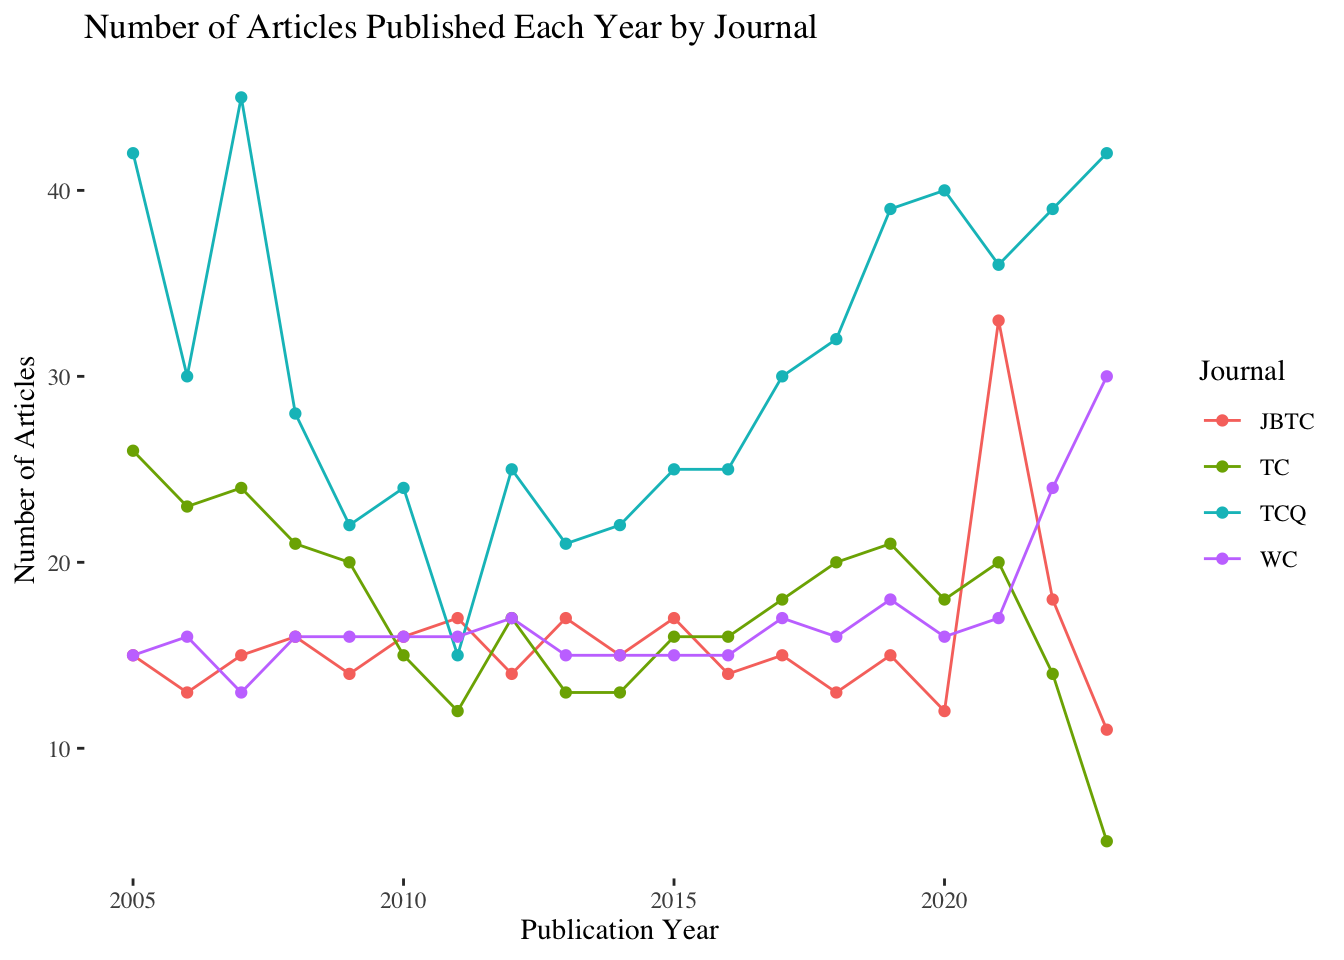 Number of Articles Published Each Year by Journal
Number of Articles
40
30
20
10
2005 2010 2015 2020
Publication Year
Journal
JBTC
TC
TCQ
WC